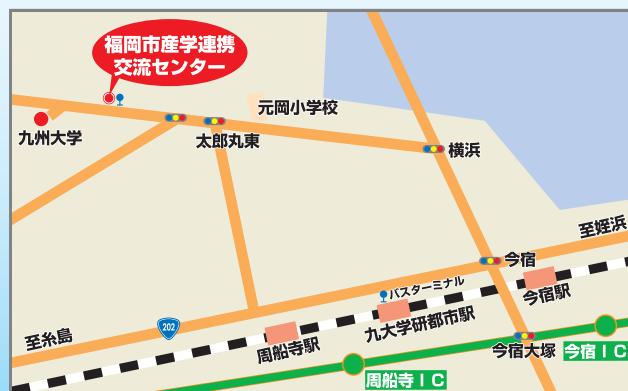 福岡市産学連携
交流センター
元岡小学校
九州大学
太郎丸東
横浜
至姪浜
今宿
バスターミナル
今宿駅
九大学研都市駅
202
至糸島
周船寺駅
今宿大塚
今宿IC
周船寺IC